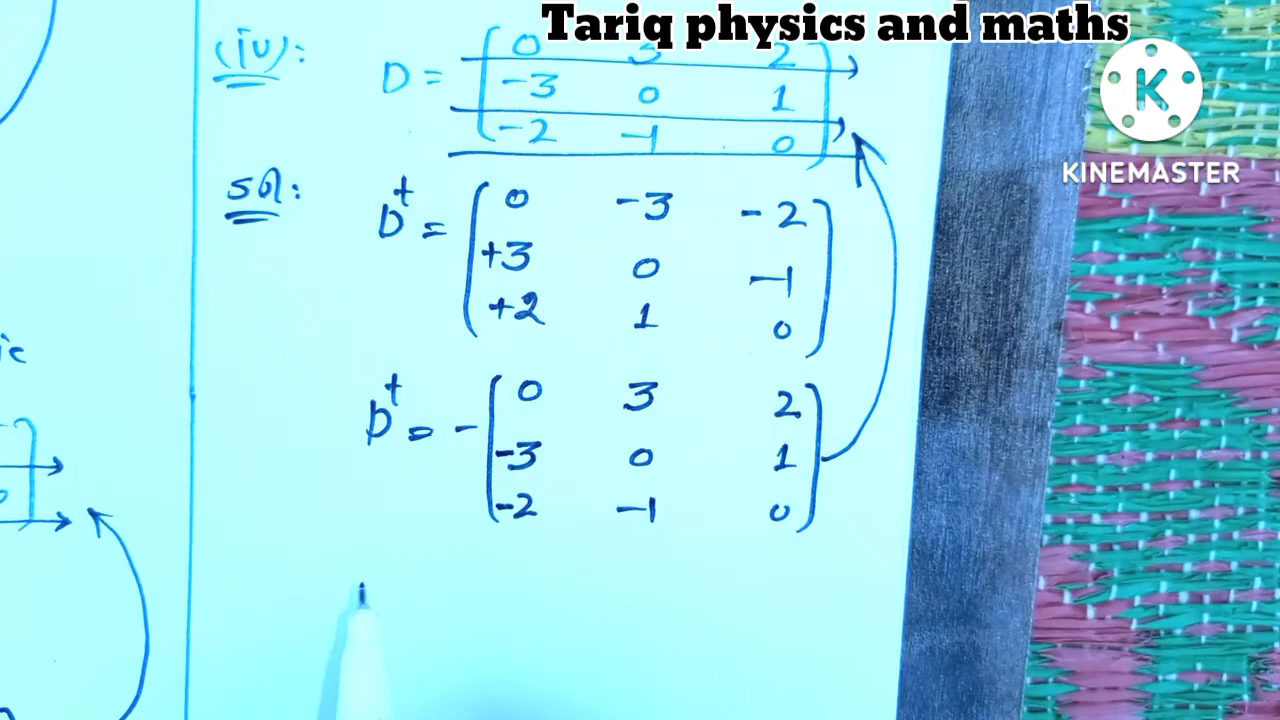 Tariq physics and maths
K
KINEMASTER
(iv): D = [0 3 2
-3 0 1
-2 -1 0]
Sol: D^t = [0 -3 -2
+3 0 -1
+2 1 0]
D^t = -[0 3 2
-3 0 1
-2 -1 0]
ic